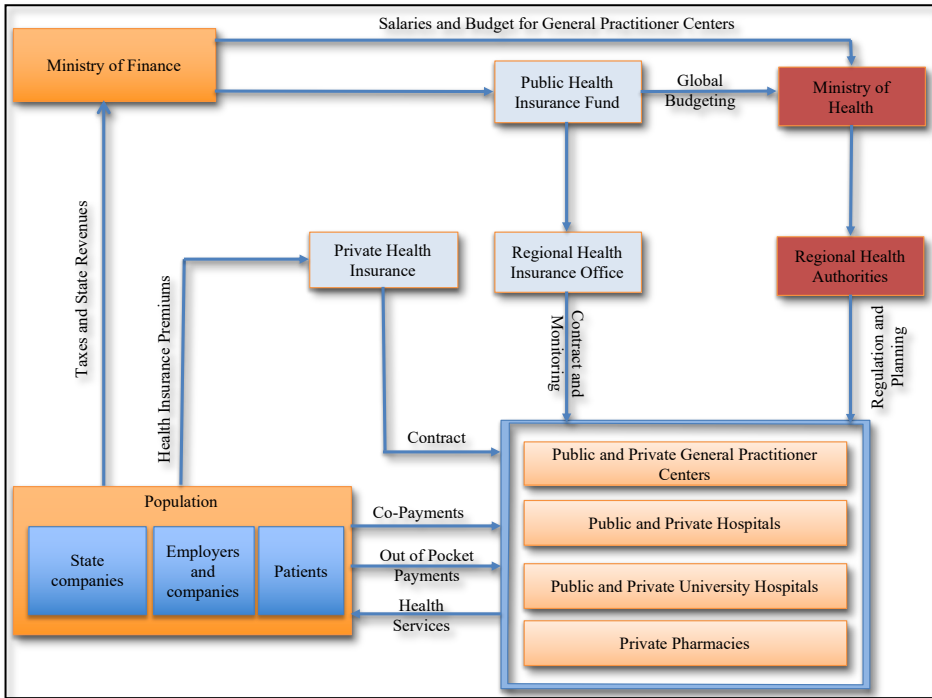 Salaries and Budget for General Practitioner Centers
Ministry of Finance
Public Health
Insurance Fund
Global
Budgeting
Ministry of
Health
Taxes and State Revenues
Health Insurance Premiums
Private Health
Insurance
Regional Health
Insurance Office
Regional Health
Authorities
Contract and
Monitoring
Regulation and
Planning
Contract
Public and Private General Practitioner
Centers
Population
Co-Payments
Public and Private Hospitals
State
companies
Employers
and
companies
Patients
Out of Pocket
Payments
Public and Private University Hospitals
Health
Services
Private Pharmacies